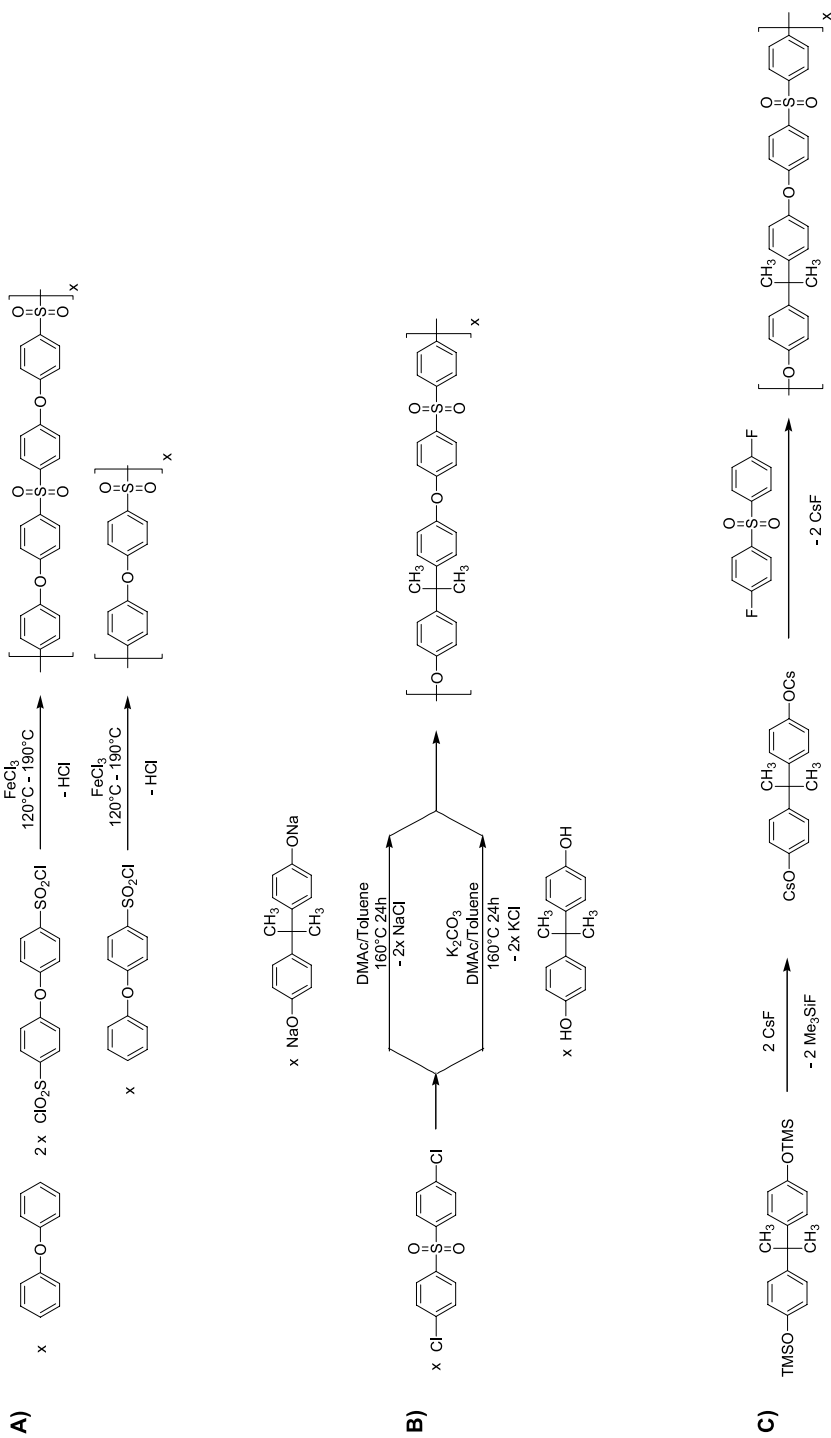 A)
x
O
2 x ClO₂S
O
SO₂Cl
FeCl₃
120°C - 190°C
- HCl
O
O=S=O
O
O=S=O
x
x
O
SO₂Cl
FeCl₃
120°C - 190°C
- HCl
O
O=S=O
x
B)
x Cl
O=S=O
Cl
x NaO
CH₃
CH₃
ONa
DMAc/Toluene
160°C 24h
- 2x NaCl
K₂CO₃
DMAc/Toluene
160°C 24h
- 2x KCl
x HO
CH₃
CH₃
OH
O
CH₃
CH₃
O
O=S=O
x
C)
TMSO
CH₃
CH₃
OTMS
2 CsF
- 2 Me₃SiF
CsO
CH₃
CH₃
OCs
F
O=S=O
F
- 2 CsF
O
CH₃
CH₃
O
O=S=O
x